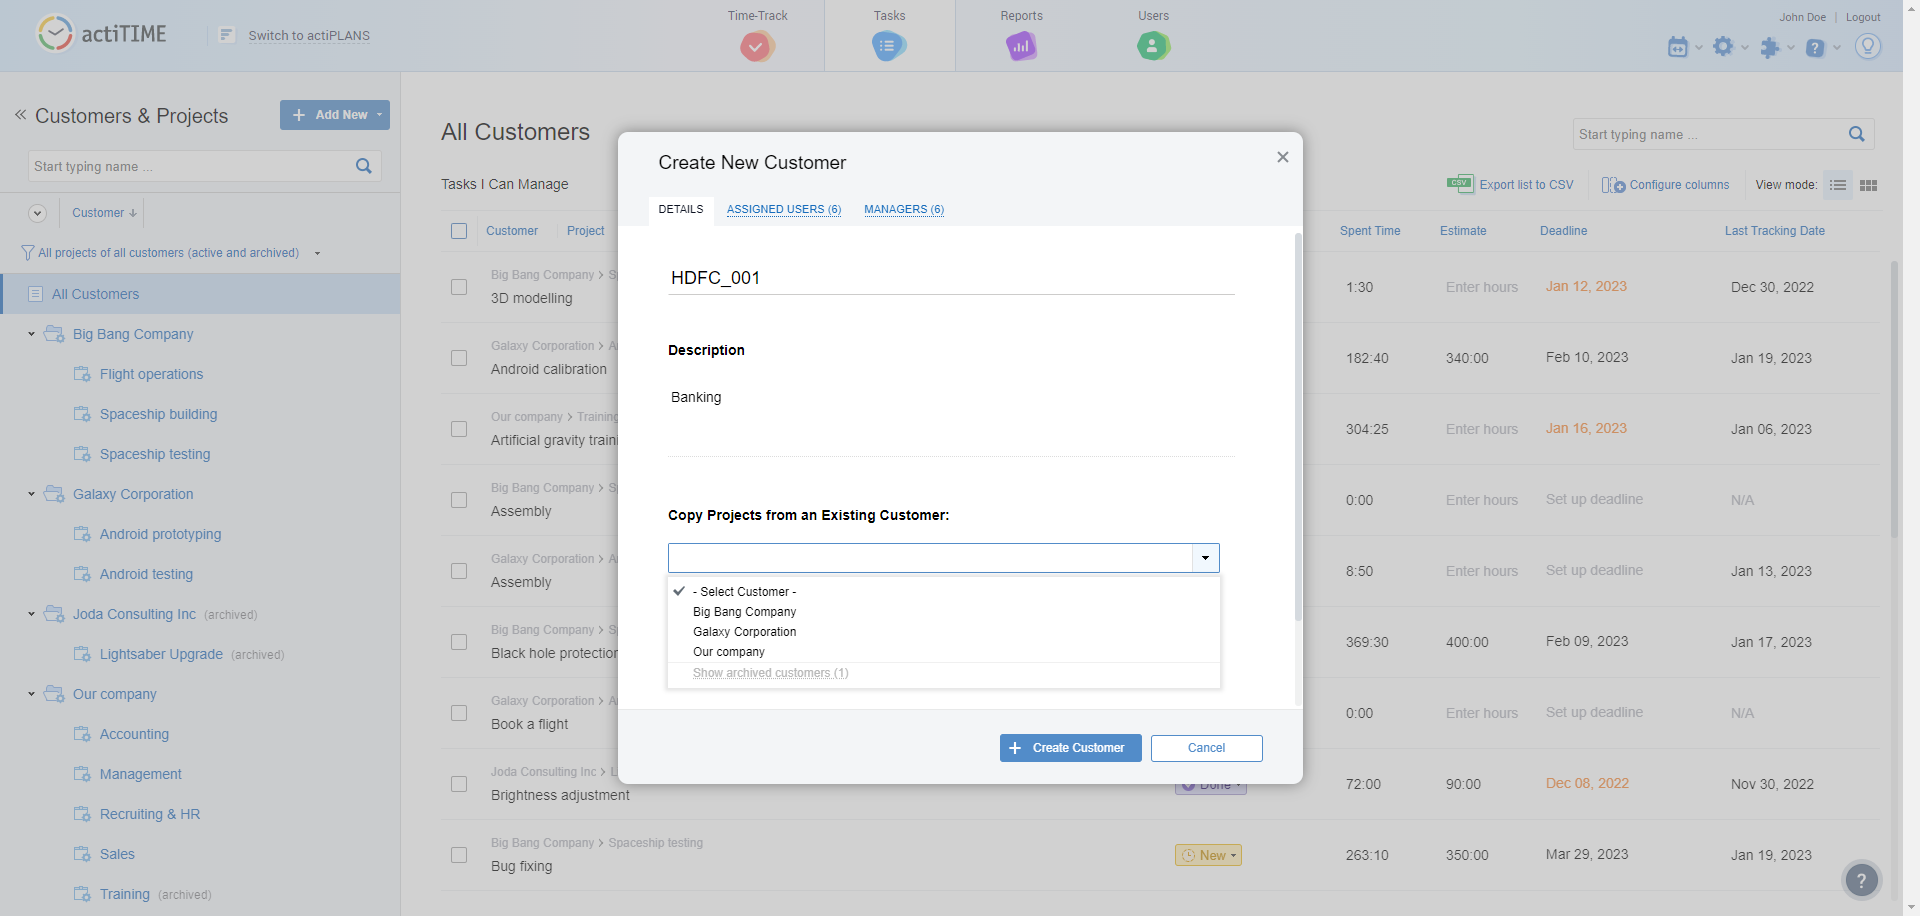 actiTIME
Switch to actiPLANS
Time-Track
Tasks
Reports
Users
John Doe | Logout
Customers & Projects
Add New
Start typing name ...
Customer
All projects of all customers (active and archived)
All Customers
Big Bang Company
Flight operations
Spaceship building
Spaceship testing
Galaxy Corporation
Android prototyping
Android testing
Joda Consulting Inc (archived)
Lightsaber Upgrade (archived)
Our company
Accounting
Management
Recruiting & HR
Sales
Training (archived)
All Customers
Start typing name ...
Tasks I Can Manage
CSV Export list to CSV
Configure columns
View mode:
Customer Project Spent Time Estimate Deadline Last Tracking Date
Big Bang Company >
3D modelling 1:30 Enter hours Jan 12, 2023 Dec 30, 2022
Galaxy Corporation >
Android calibration 182:40 340:00 Feb 10, 2023 Jan 19, 2023
Our company > Training
Artificial gravity 304:25 Enter hours Jan 16, 2023 Jan 06, 2023
Big Bang Company >
Assembly 0:00 Enter hours Set up deadline N/A
Galaxy Corporation >
Assembly 8:50 Enter hours Set up deadline Jan 13, 2023
Big Bang Company >
Black hole protection 369:30 400:00 Feb 09, 2023 Jan 17, 2023
Galaxy Corporation >
Book a flight 0:00 Enter hours Set up deadline N/A
Joda Consulting Inc >
Brightness adjustment Done 72:00 90:00 Dec 08, 2022 Nov 30, 2022
Big Bang Company > Spaceship testing
Bug fixing New 263:10 350:00 Mar 29, 2023 Jan 19, 2023
?
Create New Customer
DETAILS ASSIGNED USERS (6) MANAGERS (6)
HDFC_001
Description
Banking
Copy Projects from an Existing Customer:
- Select Customer -
Big Bang Company
Galaxy Corporation
Our company
Show archived customers (1)
Create Customer
Cancel